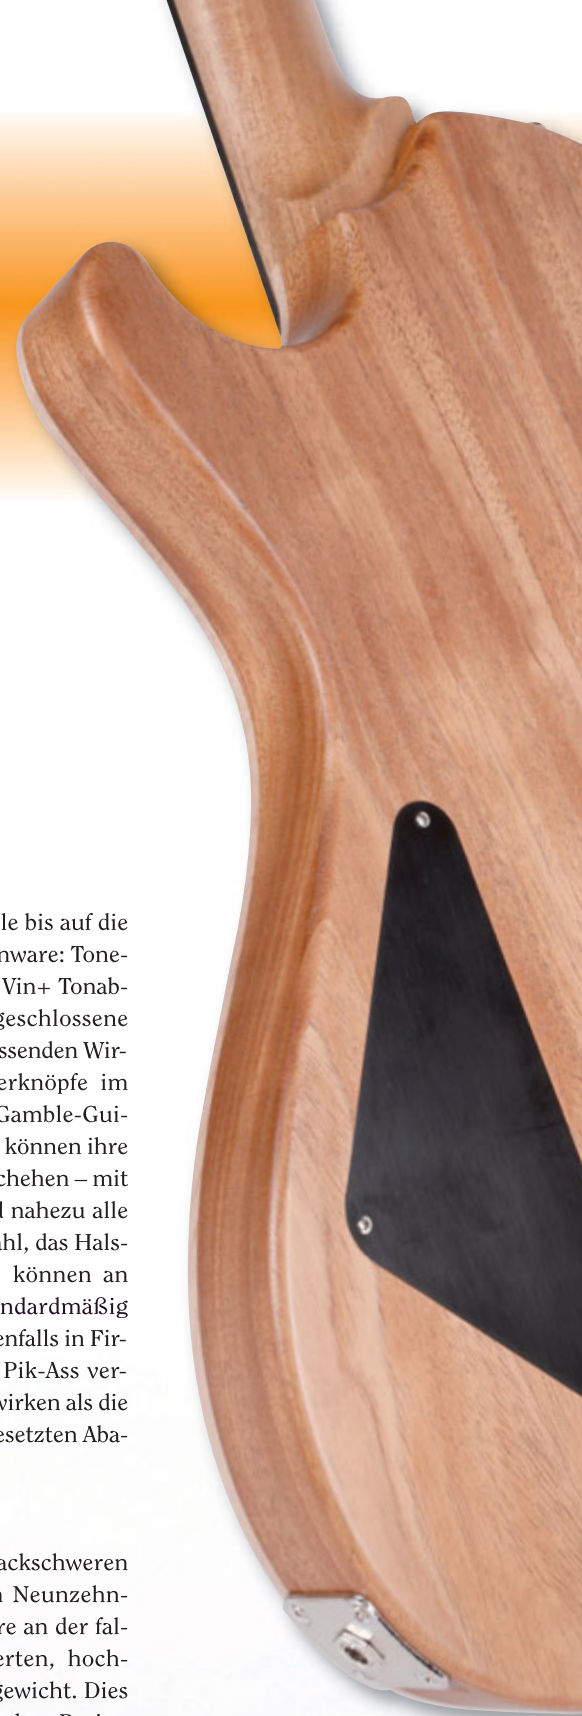 le bis auf die
nware: Tone-
Vin+ Tonab-
geschlossene
ssenden Wir-
erknöpfe im
Gamble-Gui-
können ihre
chehen – mit
d nahezu alle
ahl, das Hals-
können an
andardmäßig
enfalls in Fir-
Pik-Ass ver-
wirken als die
esetzten Aba-
ackschweren
n Neunzehn-
re an der fal-
erten, hoch-
gewicht. Dies